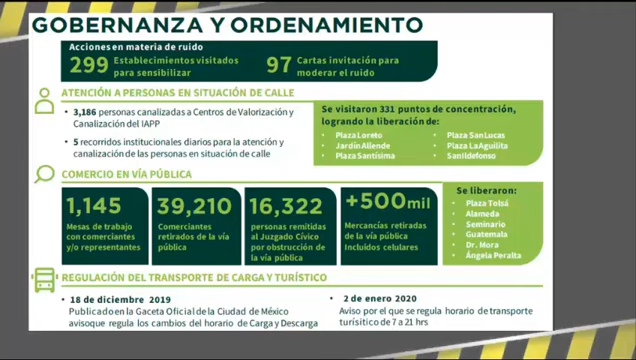 GOBERNANZA Y ORDENAMIENTO
Acciones en materia de ruido
299 Establecimientos visitados
para sensibilizar
97 Cartas invitación para
moderar el ruido
ATENCIÓN A PERSONAS EN SITUACIÓN DE CALLE
• 3,186 personas canalizadas a Centros de Valorización y
Canalización del IAPP
• 5 recorridos institucionales diarios para la atención y
canalización de las personas en situación de calle
Se visitaron 331 puntos de concentración,
logrando la liberación de:
• Plaza Loreto
• Jardín Allende
• Plaza Santísima
• Plaza San Lucas
• Plaza La Aguilita
• San Ildefonso
COMERCIO EN VÍA PÚBLICA
1,145
Mesas de trabajo
con comerciantes
y/o representantes
39,210
Comerciantes
retirados de la vía
pública
16,322
personas remitidas
al Juzgado Cívico
por obstrucción de
la vía pública
+500mil
Mercancías retiradas
de la vía pública
Incluidos celulares
Se liberaron:
• Plaza Tolsá
• Alameda
• Seminario
• Guatemala
• Dr. Mora
• Ángela Peralta
REGULACIÓN DEL TRANSPORTE DE CARGA Y TURÍSTICO
• 18 de diciembre 2019
Publicado en la Gaceta Oficial de la Ciudad de México
aviso que regula los cambios del horario de Carga y Descarga
• 2 de enero 2020
Aviso por el que se regula horario de transporte
turisitico de 7 a 21 hrs